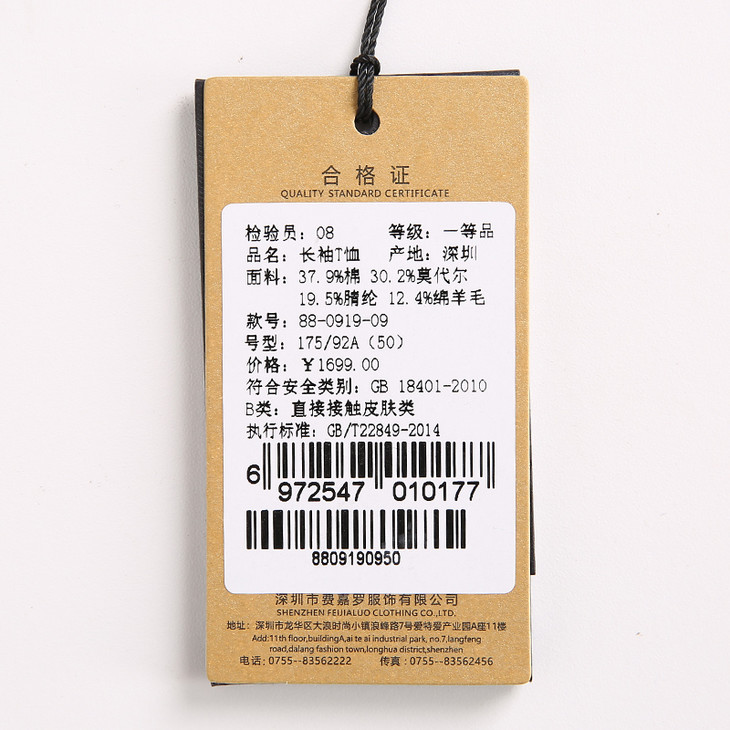 合格证
QUALITY STANDARD CERTIFICATE
检验员：08 等级：一等品
品名：长袖T恤 产地：深圳
面料：37.9%棉 30.2%莫代尔
19.5%腈纶 12.4%绵羊毛
款号：88-0919-09
号型：175/92A（50）
价格：￥1699.00
符合安全类别：GB 18401-2010
B类：直接接触皮肤类
执行标准：GB/T22849-2014
6 972547 010177
8809190950
深圳市费嘉罗服饰有限公司
SHENZHEN FEIJIALUO CLOTHING CO.,LTD.
地址：深圳市龙华区大浪时尚小镇浪峰路7号爱特爱产业园A座11楼
Add:11th floor,buildingA,ai te ai industrial park, no.7,langfeng
road,dalang fashion town,longhua district,shenzhen
电话：0755--83562222 传真：0755--83562456